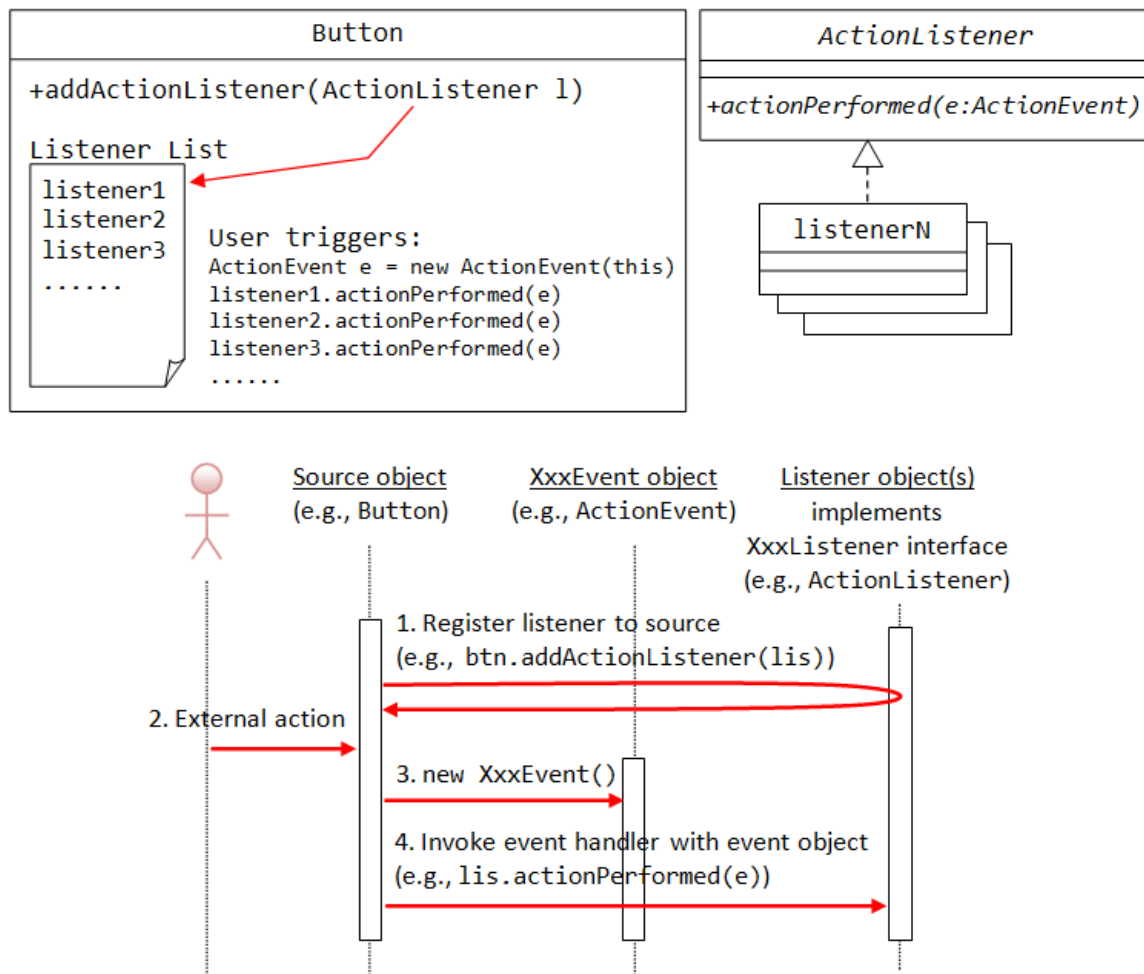 Button
+addActionListener(ActionListener l)
Listener List
listener1
listener2
listener3
......
User triggers:
ActionEvent e = new ActionEvent(this)
listener1.actionPerformed(e)
listener2.actionPerformed(e)
listener3.actionPerformed(e)
......
ActionListener
+actionPerformed(e:ActionEvent)
listenerN
Source object
(e.g., Button)
XxxEvent object
(e.g., ActionEvent)
Listener object(s)
implements
XxxListener interface
(e.g., ActionListener)
1. Register listener to source
(e.g., btn.addActionListener(lis))
2. External action
3. new XxxEvent()
4. Invoke event handler with event object
(e.g., lis.actionPerformed(e))